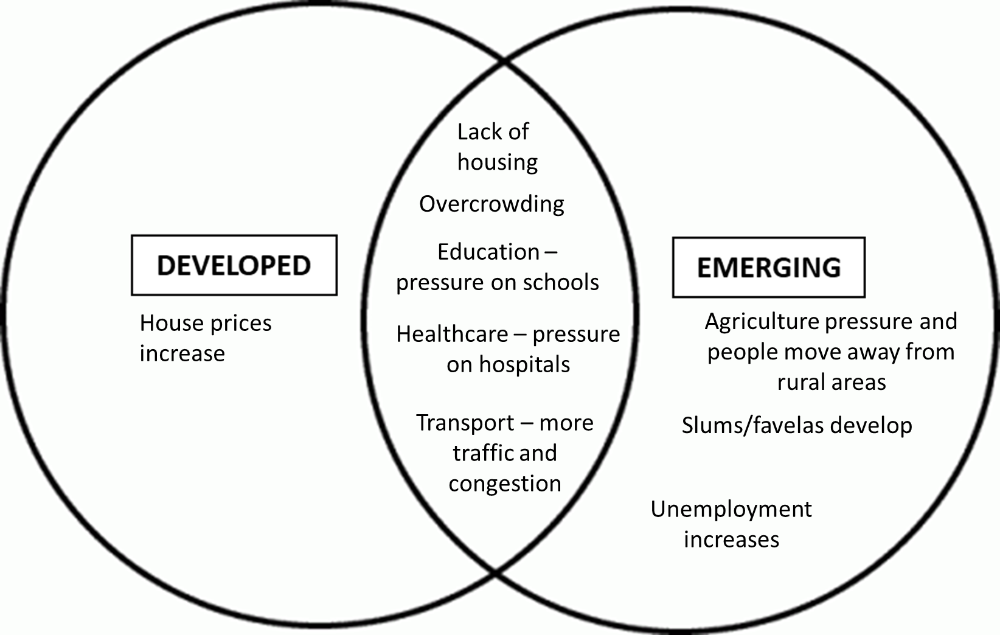 DEVELOPED
House prices
increase
Lack of
housing
Overcrowding
Education –
pressure on schools
Healthcare – pressure
on hospitals
Transport – more
traffic and
congestion
EMERGING
Agriculture pressure and
people move away from
rural areas
Slums/favelas develop
Unemployment
increases